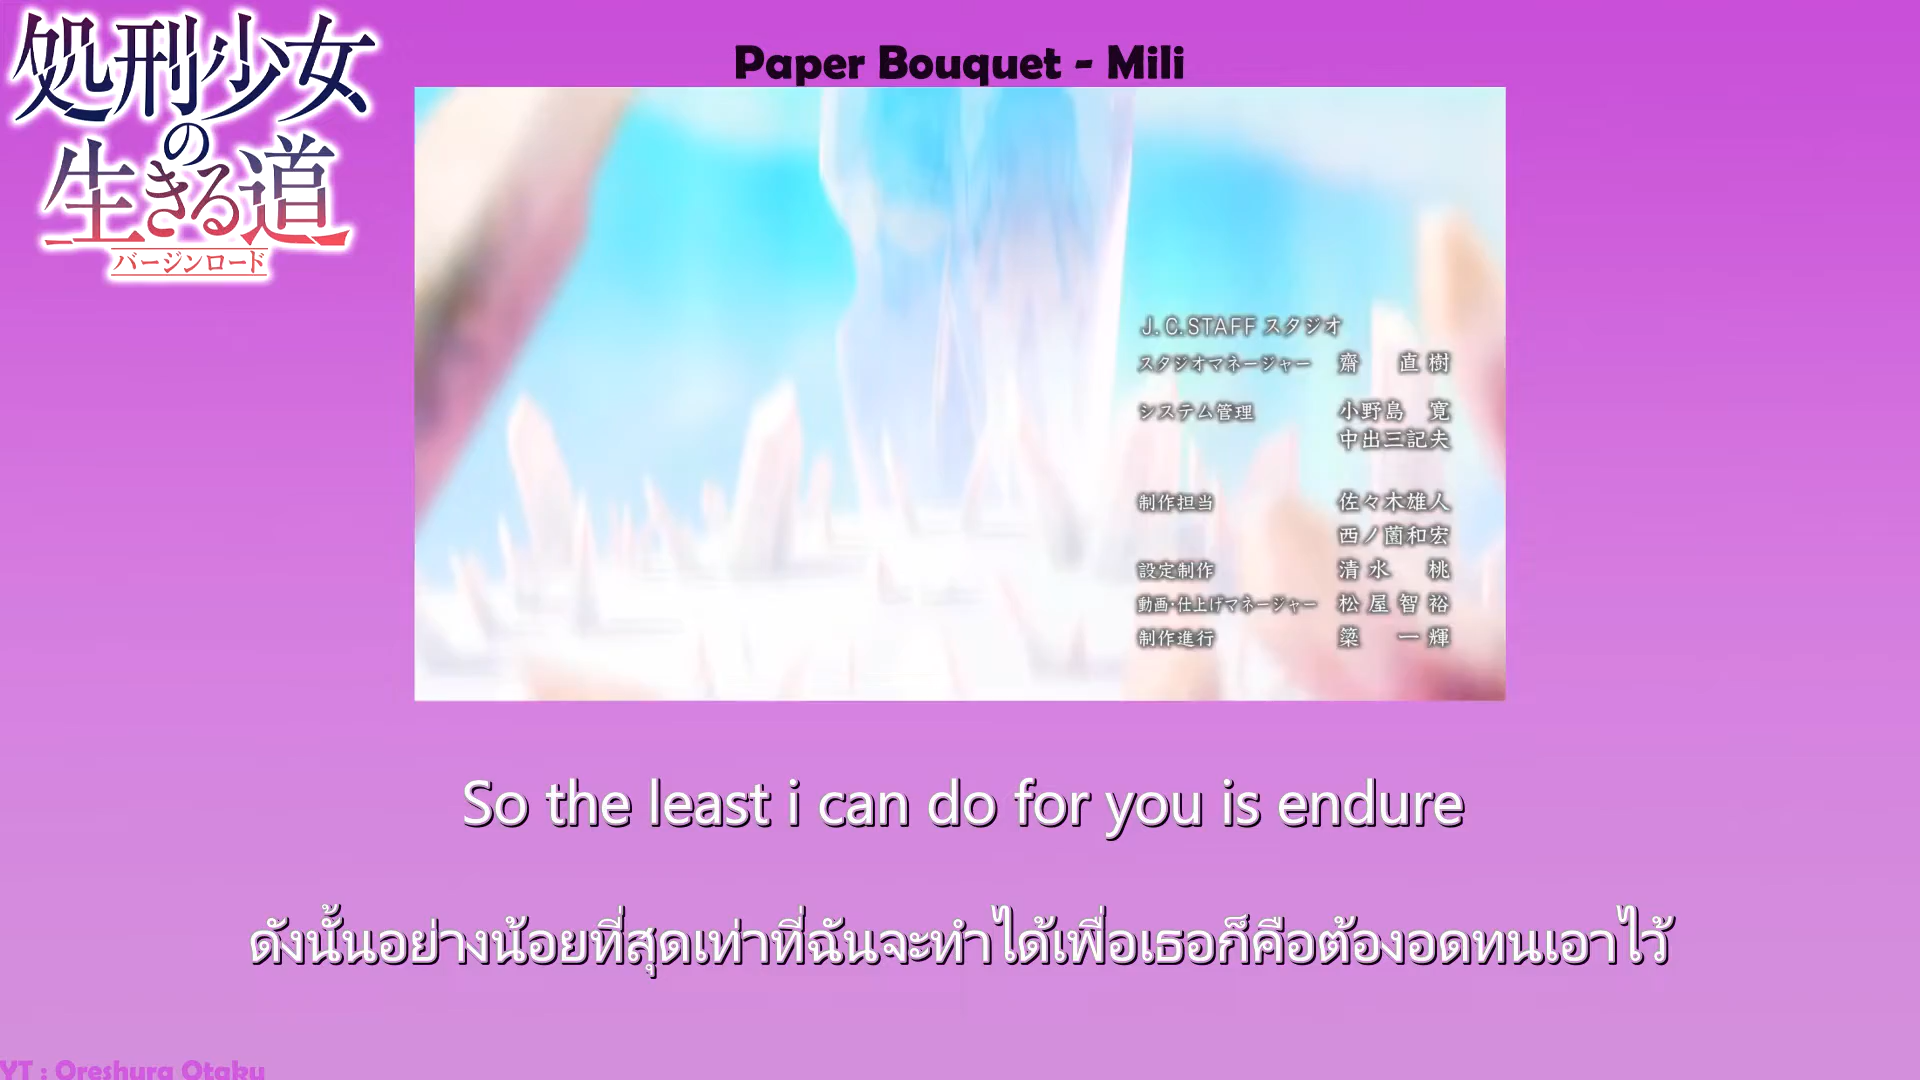 処刑少女
の
生きる道
バージンロード
Paper Bouquet - Mili
J.C.STAFF スタジオ
スタジオマネージャー 齋 直樹
システム管理 小野島 寛
中出三記夫
制作担当 佐々木雄人
西ノ薗和宏
設定制作 清水 桃
動画・仕上げマネージャー 松屋智裕
制作進行 簗 一輝
So the least i can do for you is endure
ดังนั้นอย่างน้อยที่สุดเท่าที่ฉันจะทำได้เพื่อเธอก็คือต้องอดทนเอาไว้
YT : Oreshura Otaku